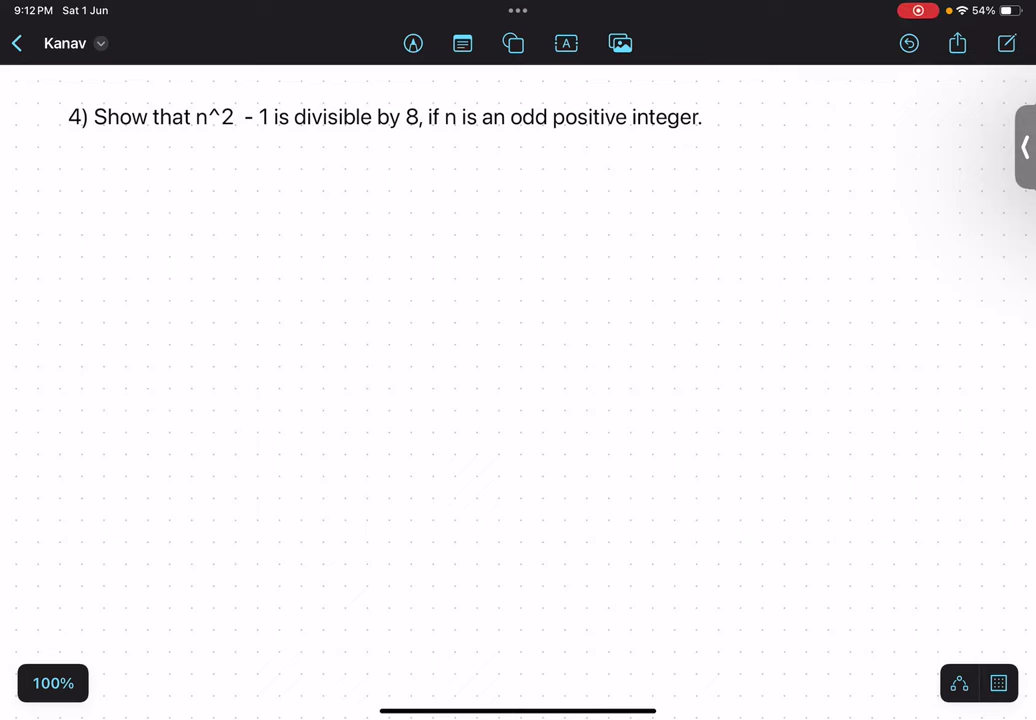 9:12 PM Sat 1 Jun
54%
Kanav
A
4) Show that n^2 - 1 is divisible by 8, if n is an odd positive integer.
100%